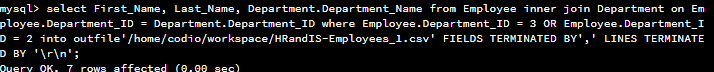 mysql> select First_Name, Last_Name, Department.Department_Name from Employee inner join Department on Em
ployee.Department_ID = Department.Department_ID where Employee.Department_ID = 3 OR Employee.Department_I
D = 2 into outfile'/home/codio/workspace/HRandIS-Employees_1.csv' FIELDS TERMINATED BY',' LINES TERMINATE
D BY '\r\n';
Query OK, 7 rows affected (0.00 sec)